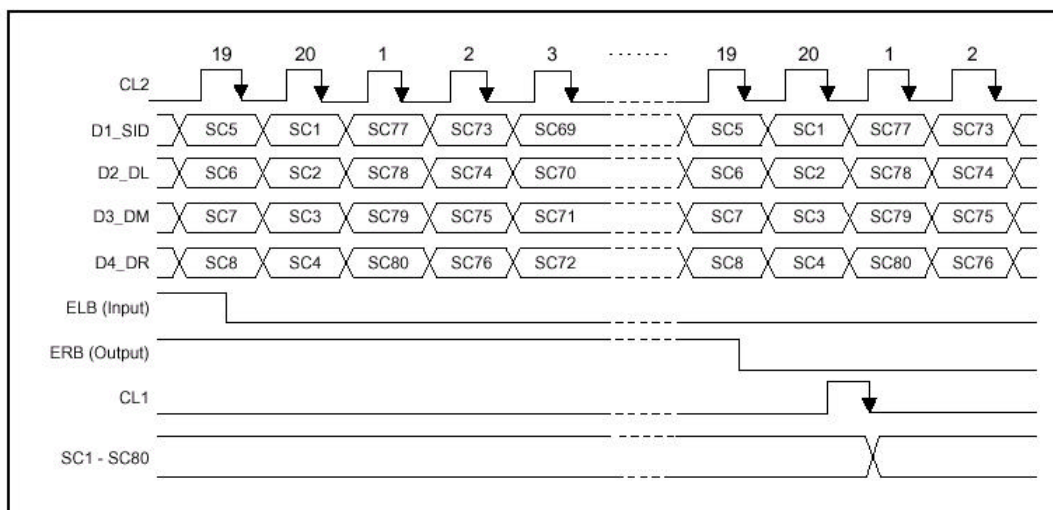 19 20 1 2 3 ........ 19 20 1 2
CL2
D1_SID SC5 SC1 SC77 SC73 SC69 SC5 SC1 SC77 SC73
D2_DL SC6 SC2 SC78 SC74 SC70 SC6 SC2 SC78 SC74
D3_DM SC7 SC3 SC79 SC75 SC71 SC7 SC3 SC79 SC75
D4_DR SC8 SC4 SC80 SC76 SC72 SC8 SC4 SC80 SC76
ELB (Input)
ERB (Output)
CL1
SC1 - SC80